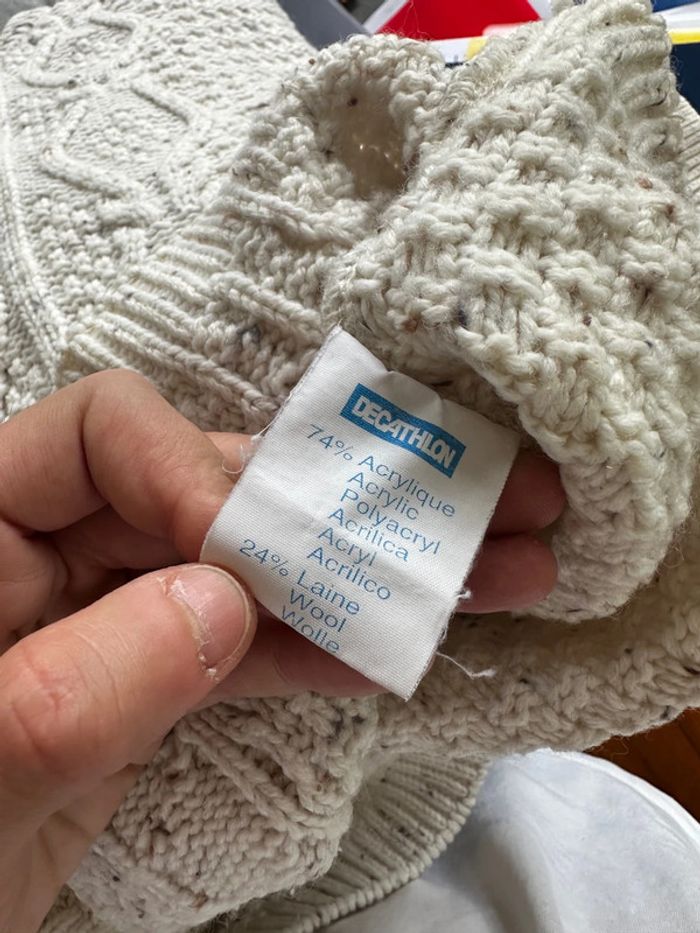 DECATHLON
74% Acrylique
Acrylic
Polyacryl
Acrilica
Acryl
Acrilico
24% Laine
Wool
Wolle